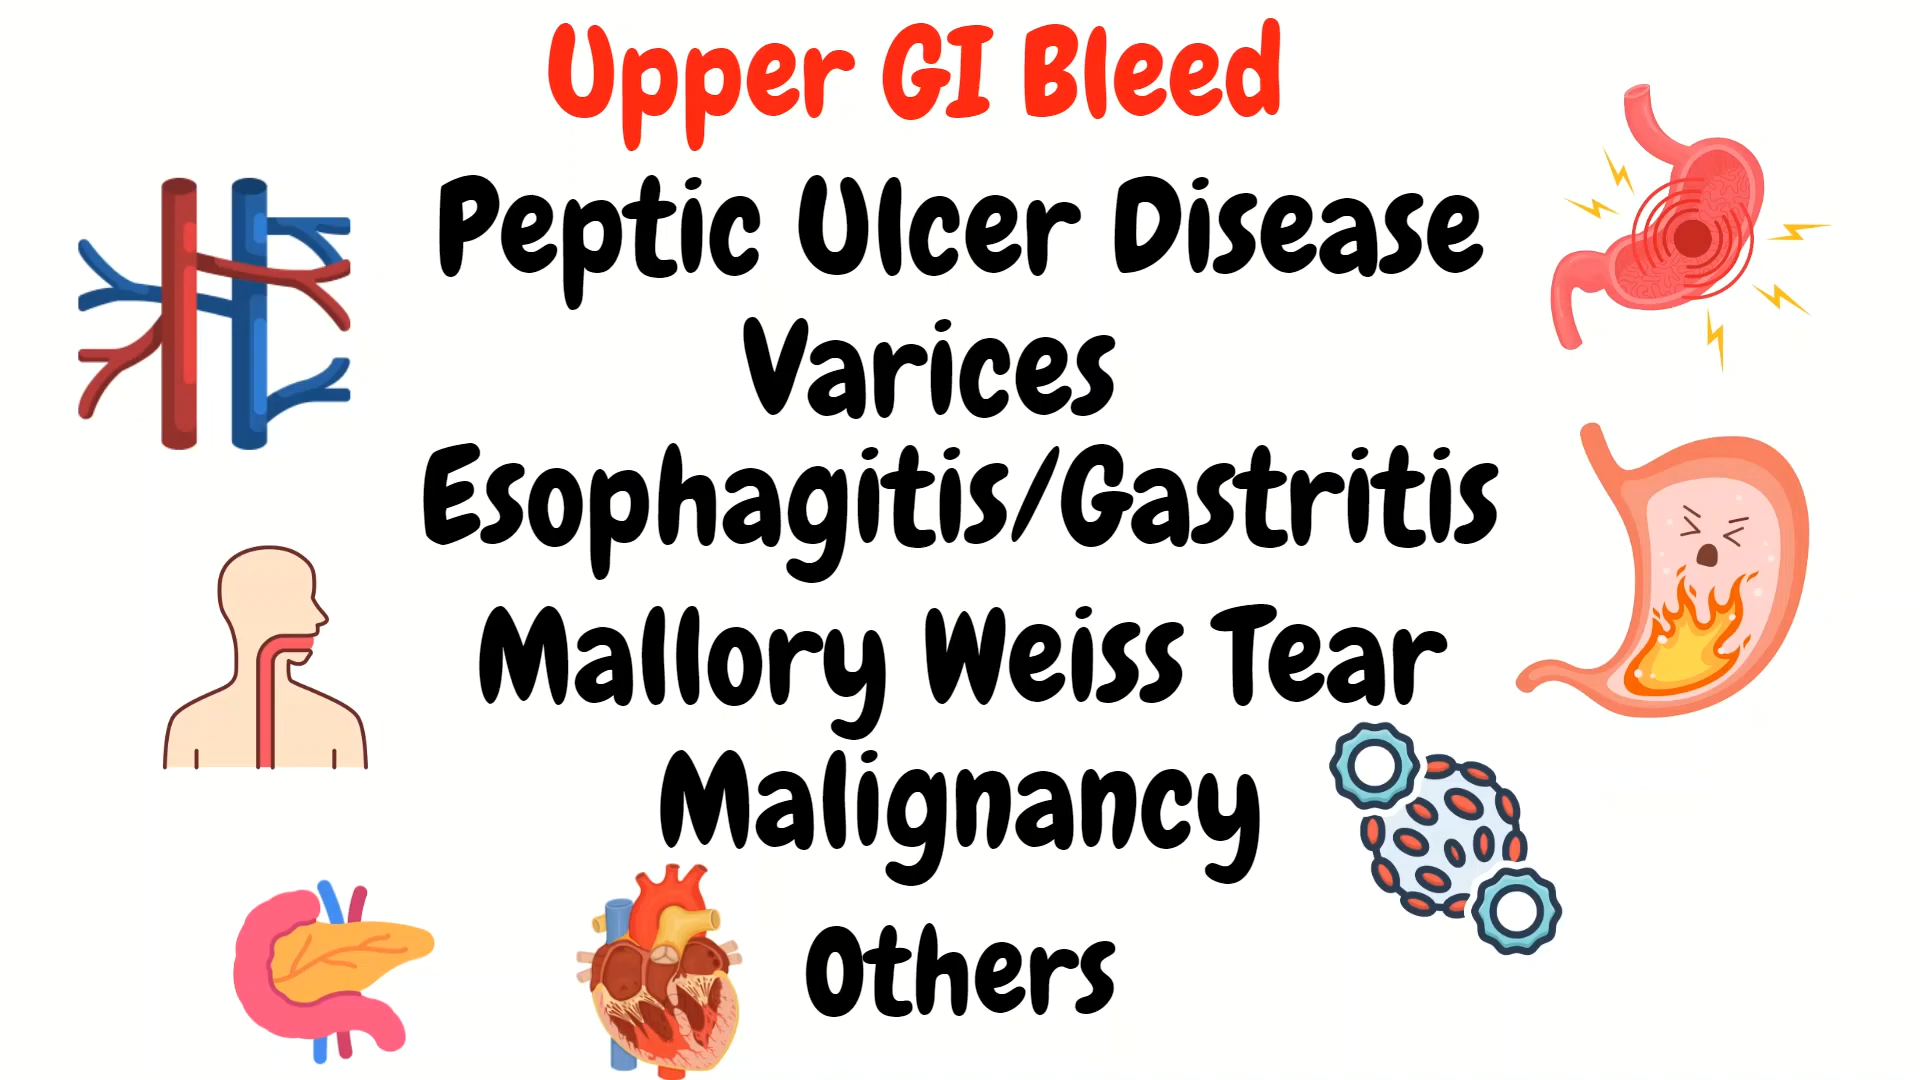 Upper GI Bleed
Peptic Ulcer Disease
Varices
Esophagitis/Gastritis
Mallory Weiss Tear
Malignancy
Others